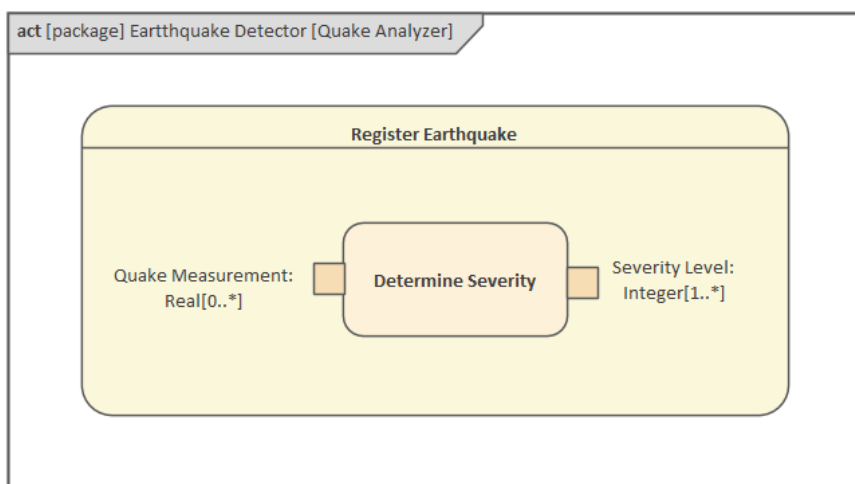 act [package] Eartthquake Detector [Quake Analyzer]
Register Earthquake
Quake Measurement:
Real[0..*]
Determine Severity
Severity Level:
Integer[1..*]